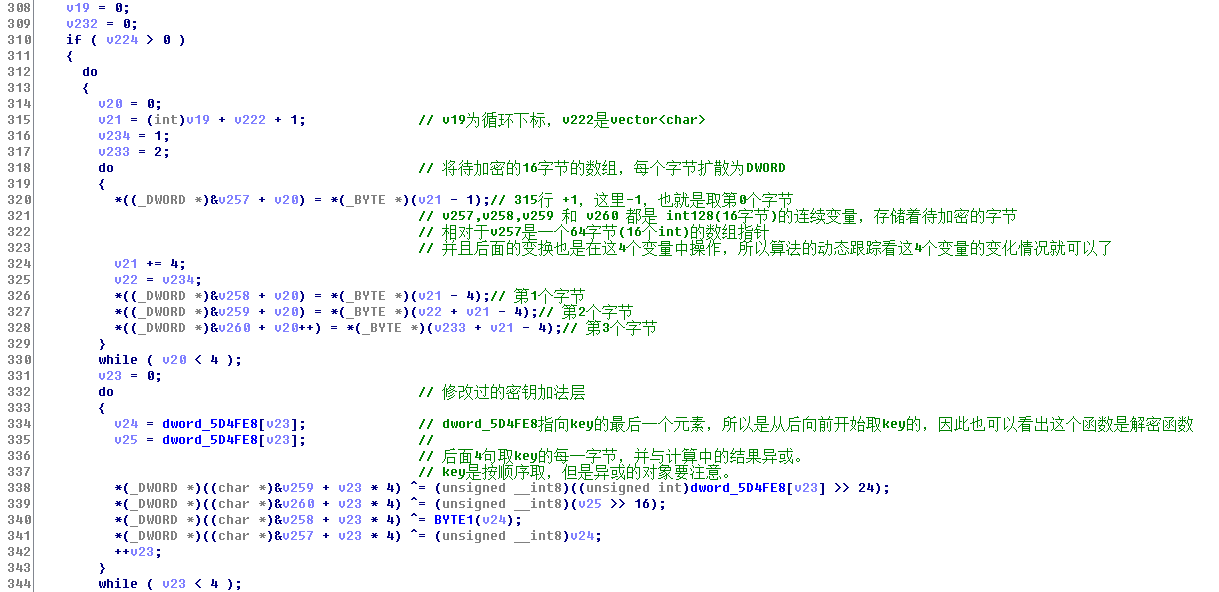 308 v19 = 0;
309 v232 = 0;
310 if ( v224 > 0 )
311 {
312 do
313 {
314 v20 = 0;
315 v21 = (int)v19 + v222 + 1; // v19为循环下标，v222是vector<char>
316 v234 = 1;
317 v233 = 2;
318 do // 将待加密的16字节的数组，每个字节扩散为DWORD
319 {
320 *((_DWORD *)&v257 + v20) = *(_BYTE *)(v21 - 1);// 315行 +1，这里-1，也就是取第0个字节
321 // v257,v258,v259 和 v260 都是 int128(16字节)的连续变量，存储着待加密的字节
322 // 相对于v257是一个64字节(16个int)的数组指针
323 // 并且后面的变换也是在这4个变量中操作，所以算法的动态跟踪看这4个变量的变化情况就可以了
324 v21 += 4;
325 v22 = v234;
326 *((_DWORD *)&v258 + v20) = *(_BYTE *)(v21 - 4);// 第1个字节
327 *((_DWORD *)&v259 + v20) = *(_BYTE *)(v22 + v21 - 4);// 第2个字节
328 *((_DWORD *)&v260 + v20++) = *(_BYTE *)(v233 + v21 - 4);// 第3个字节
329 }
330 while ( v20 < 4 );
331 v23 = 0;
332 do // 修改过的密钥加法层
333 {
334 v24 = dword_5D4FE8[v23]; // dword_5D4FE8指向key的最后一个元素，所以是从后向前开始取key的，因此也可以看出这个函数是解密函数
335 v25 = dword_5D4FE8[v23]; //
336 // 后面4句取key的每一字节，并与计算中的结果异或。
337 // key是按顺序取，但是异或的对象要注意。
338 *(_DWORD *)((char *)&v259 + v23 * 4) ^= (unsigned __int8)((unsigned int)dword_5D4FE8[v23] >> 24);
339 *(_DWORD *)((char *)&v260 + v23 * 4) ^= (unsigned __int8)(v25 >> 16);
340 *(_DWORD *)((char *)&v258 + v23 * 4) ^= BYTE1(v24);
341 *(_DWORD *)((char *)&v257 + v23 * 4) ^= (unsigned __int8)v24;
342 ++v23;
343 }
344 while ( v23 < 4 );